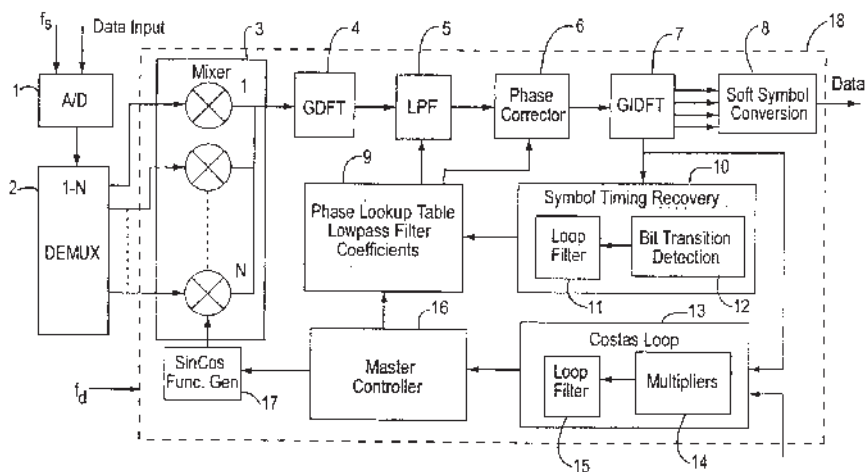 fs
Data Input
1
A/D
2
1-N
DEMUX
fd
3
Mixer
1
N
SinCos
Func. Gen
17
4
GDFT
5
LPF
6
Phase
Corrector
7
GIDFT
8
Soft Symbol
Conversion
18
Data
9
Phase Lookup Table
Lowpass Filter
Coefficients
10
Symbol Timing Recovery
Loop
Filter
11
Bit Transition
Detection
12
16
Master
Controller
13
Costas Loop
Loop
Filter
15
Multipliers
14